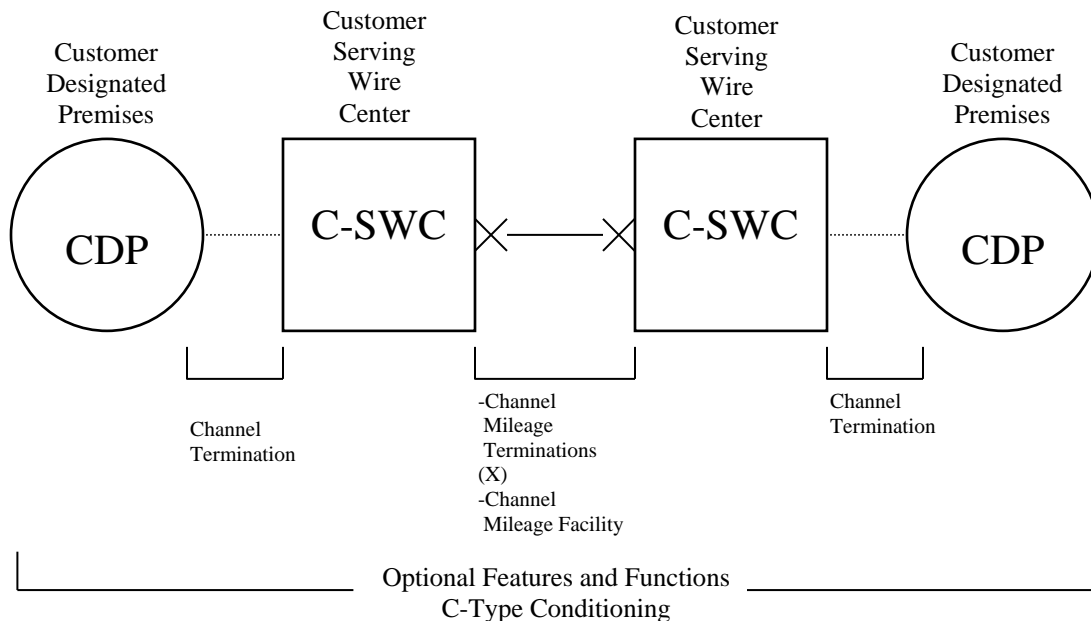 Customer
Designated
Premises
Customer
Serving
Wire
Center
Customer
Serving
Wire
Center
Customer
Designated
Premises
CDP
C-SWC
C-SWC
CDP
Channel
Termination
-Channel
Mileage
Terminations
(X)
-Channel
Mileage Facility
Channel
Termination
Optional Features and Functions
C-Type Conditioning